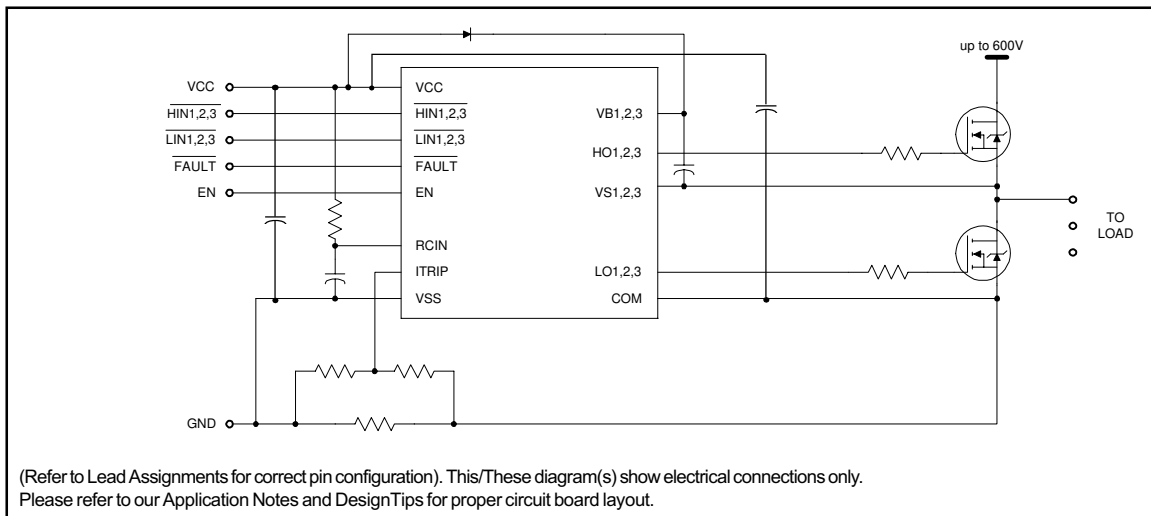 up to 600V
VCC
HIN1,2,3
LIN1,2,3
FAULT
EN
GND
VCC
HIN1,2,3
LIN1,2,3
FAULT
EN
RCIN
ITRIP
VSS
VB1,2,3
HO1,2,3
VS1,2,3
LO1,2,3
COM
TO
LOAD
(Refer to Lead Assignments for correct pin configuration). This/These diagram(s) show electrical connections only.
Please refer to our Application Notes and DesignTips for proper circuit board layout.